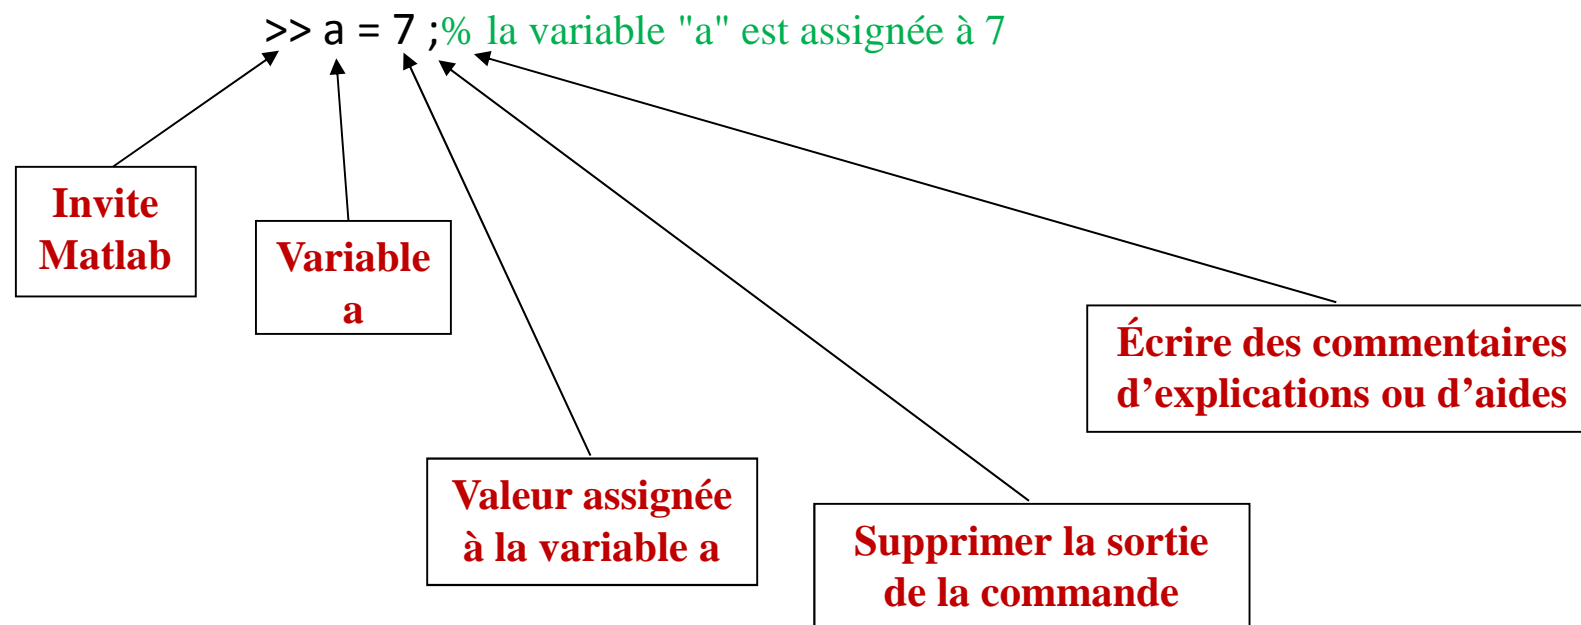 >> a = 7 ;% la variable "a" est assignée à 7
Invite
Matlab
Variable
a
Valeur assignée
à la variable a
Supprimer la sortie
de la commande
Écrire des commentaires
d’explications ou d’aides